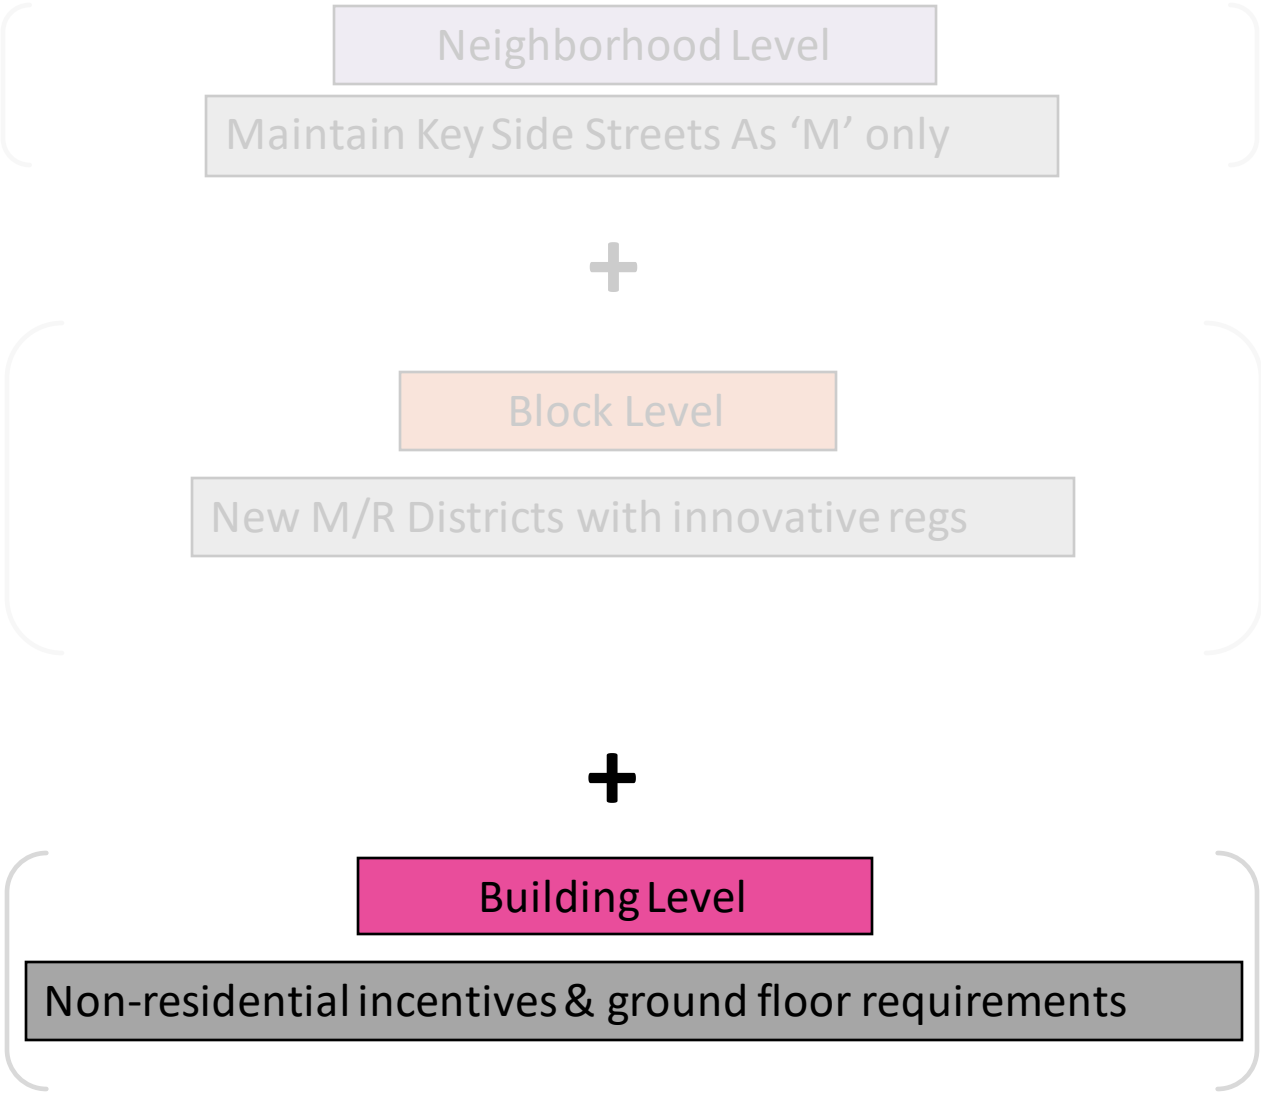 Neighborhood Level
Maintain Key Side Streets As ‘M’ only
+
Block Level
New M/R Districts with innovative regs
+
Building Level
Non-residential incentives & ground floor requirements